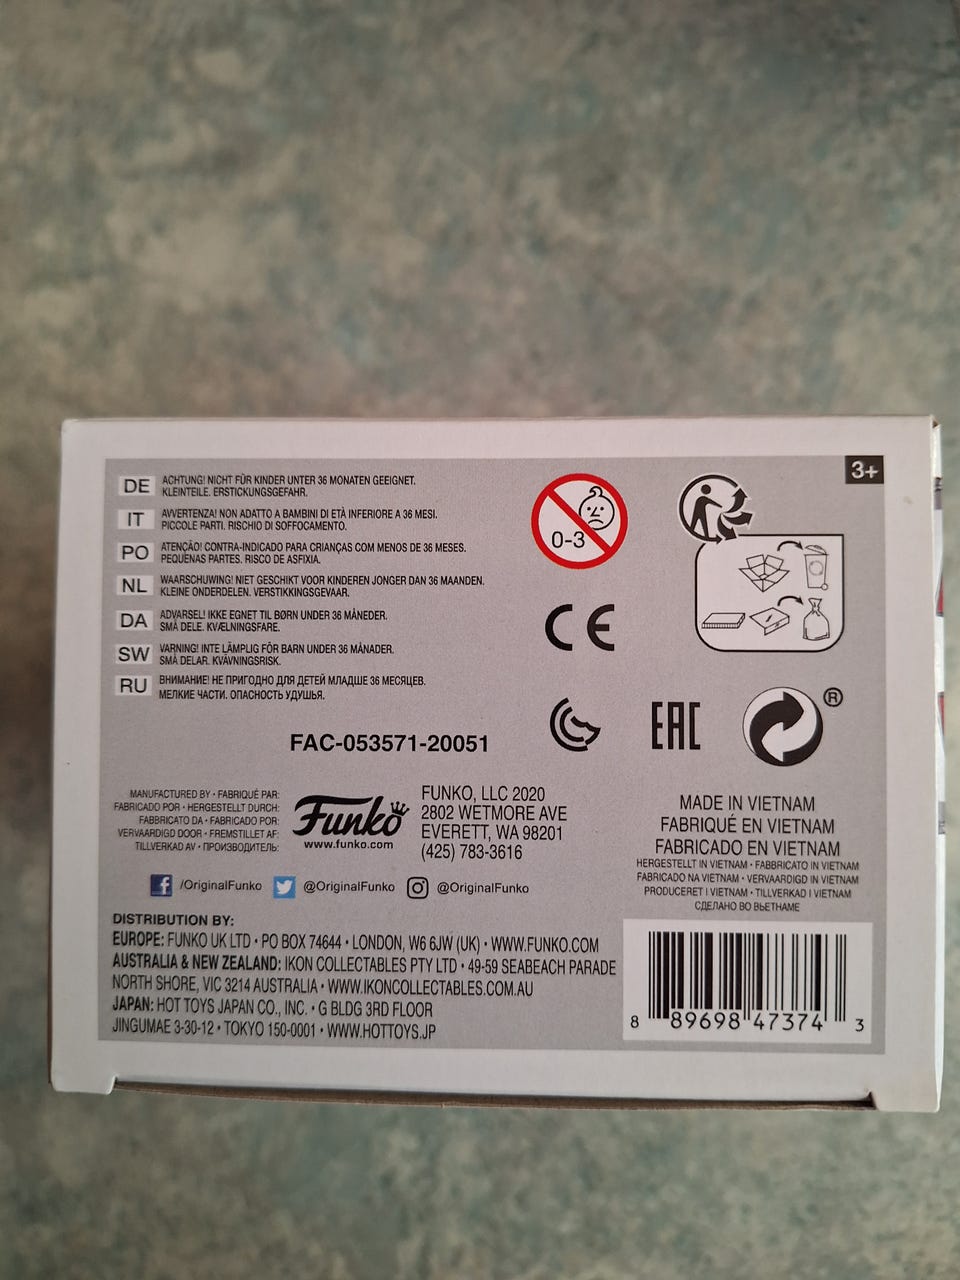 3+
DE ACHTUNG! NICHT FÜR KINDER UNTER 36 MONATEN GEEIGNET.
KLEINTEILE. ERSTICKUNGSGEFAHR.
IT AVVERTENZA! NON ADATTO A BAMBINI DI ETÀ INFERIORE A 36 MESI.
PICCOLE PARTI. RISCHIO DI SOFFOCAMENTO.
PO ATENÇÃO! CONTRA-INDICADO PARA CRIANÇAS COM MENOS DE 36 MESES.
PEQUENAS PARTES. RISCO DE ASFIXIA.
NL WAARSCHUWING! NIET GESCHIKT VOOR KINDEREN JONGER DAN 36 MAANDEN.
KLEINE ONDERDELEN. VERSTIKKINGSGEVAAR.
DA ADVARSEL! IKKE EGNET TIL BØRN UNDER 36 MÅNEDER.
SMÅ DELE. KVÆLNINGSFARE.
SW VARNING! INTE LÄMPLIG FÖR BARN UNDER 36 MÅNADER.
SMÅ DELAR. KVÄVNINGSRISK.
RU ВНИМАНИЕ! НЕ ПРИГОДНО ДЛЯ ДЕТЕЙ МЛАДШЕ 36 МЕСЯЦЕВ.
МЕЛКИЕ ЧАСТИ. ОПАСНОСТЬ УДУШЬЯ.
0-3
CE
EAC
®
FAC-053571-20051
MANUFACTURED BY • FABRIQUÉ PAR:
FABRICADO POR • HERGESTELLT DURCH:
FABBRICATO DA • FABRICADO POR:
VERVAARDIGD DOOR • FREMSTILLET AF:
TILLVERKAD AV • ПРОИЗВОДИТЕЛЬ:
Funko
www.funko.com
FUNKO, LLC 2020
2802 WETMORE AVE
EVERETT, WA 98201
(425) 783-3616
MADE IN VIETNAM
FABRIQUÉ EN VIETNAM
FABRICADO EN VIETNAM
HERGESTELLT IN VIETNAM • FABBRICATO IN VIETNAM
FABRICADO NA VIETNAM • VERVAARDIGD IN VIETNAM
PRODUCERET I VIETNAM • TILLVERKAD I VIETNAM
СДЕЛАНО ВО ВЬЕТНАМЕ
f /OriginalFunko @OriginalFunko @OriginalFunko
DISTRIBUTION BY:
EUROPE: FUNKO UK LTD • PO BOX 74644 • LONDON, W6 6JW (UK) • WWW.FUNKO.COM
AUSTRALIA & NEW ZEALAND: IKON COLLECTABLES PTY LTD • 49-59 SEABEACH PARADE
NORTH SHORE, VIC 3214 AUSTRALIA • WWW.IKONCOLLECTABLES.COM.AU
JAPAN: HOT TOYS JAPAN CO., INC. • G BLDG 3RD FLOOR
JINGUMAE 3-30-12 • TOKYO 150-0001 • WWW.HOTTOYS.JP
8 89698 47374 3